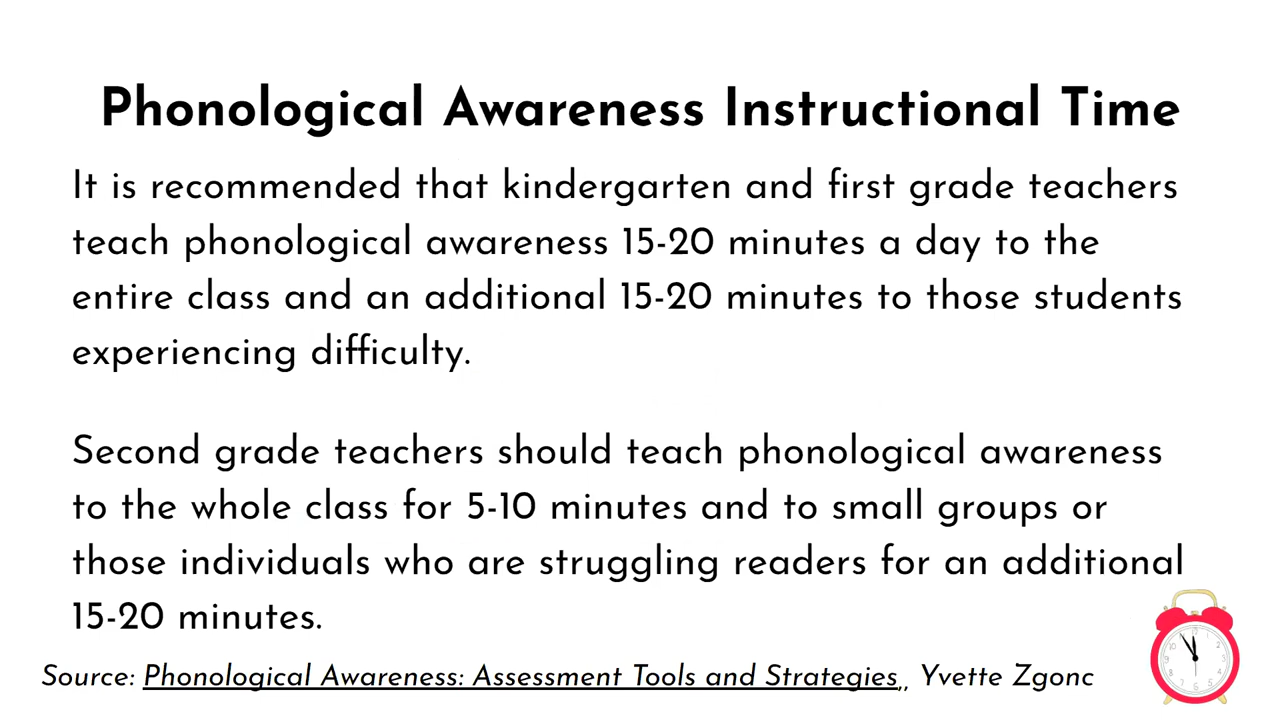 Phonological Awareness Instructional Time
It is recommended that kindergarten and first grade teachers
teach phonological awareness 15-20 minutes a day to the
entire class and an additional 15-20 minutes to those students
experiencing difficulty.
Second grade teachers should teach phonological awareness
to the whole class for 5-10 minutes and to small groups or
those individuals who are struggling readers for an additional
15-20 minutes.
Source: Phonological Awareness: Assessment Tools and Strategies,, Yvette Zgonc